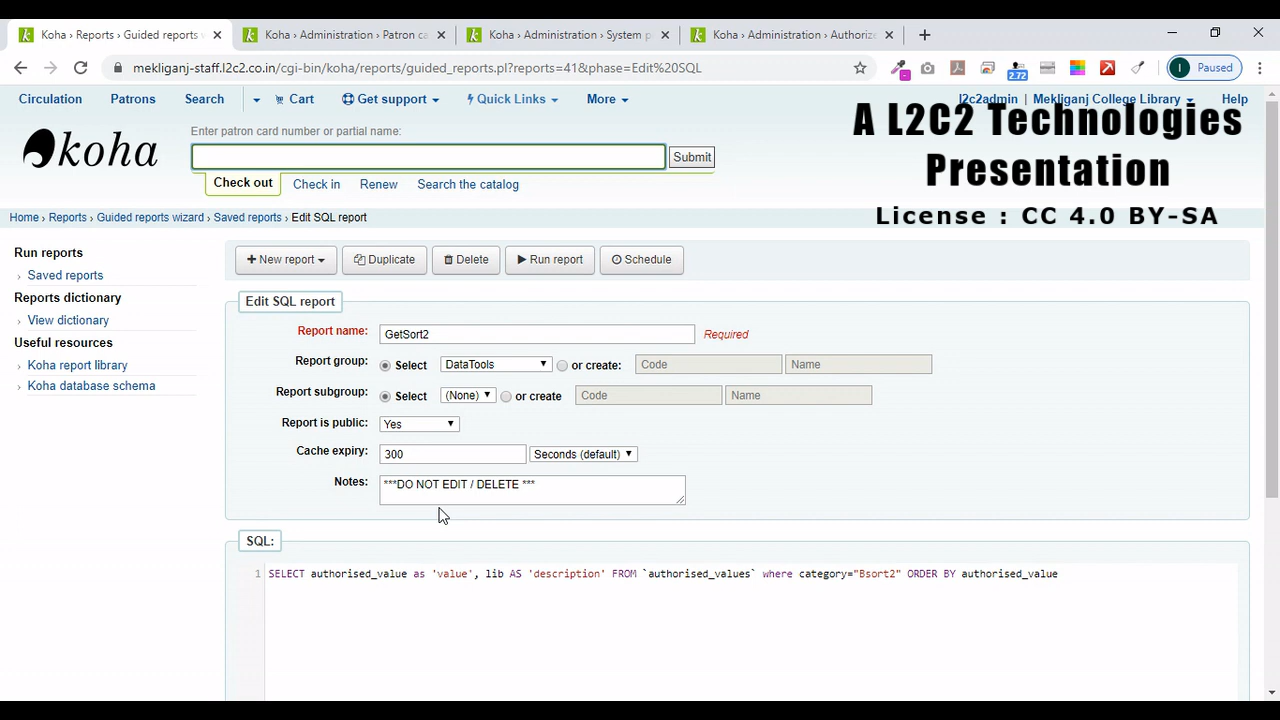 Koha › Reports › Guided reports
Koha › Administration › Patron ca
Koha › Administration › System p
Koha › Administration › Authorize
mekliganj-staff.l2c2.co.in/cgi-bin/koha/reports/guided_reports.pl?reports=41&phase=Edit%20SQL
2.72
I Paused
Circulation Patrons Search Cart Get support Quick Links More l2c2admin | Mekliganj College Library Help
A L2C2 Technologies
Presentation
License : CC 4.0 BY-SA
koha
Enter patron card number or partial name:
Submit
Check out Check in Renew Search the catalog
Home › Reports › Guided reports wizard › Saved reports › Edit SQL report
Run reports
› Saved reports
Reports dictionary
› View dictionary
Useful resources
› Koha report library
› Koha database schema
+ New report Duplicate Delete Run report Schedule
Edit SQL report
Report name: GetSort2 Required
Report group: Select DataTools or create: Code Name
Report subgroup: Select (None) or create Code Name
Report is public: Yes
Cache expiry: 300 Seconds (default)
Notes: ***DO NOT EDIT / DELETE ***
SQL:
1 SELECT authorised_value as 'value', lib AS 'description' FROM `authorised_values` where category="Bsort2" ORDER BY authorised_value